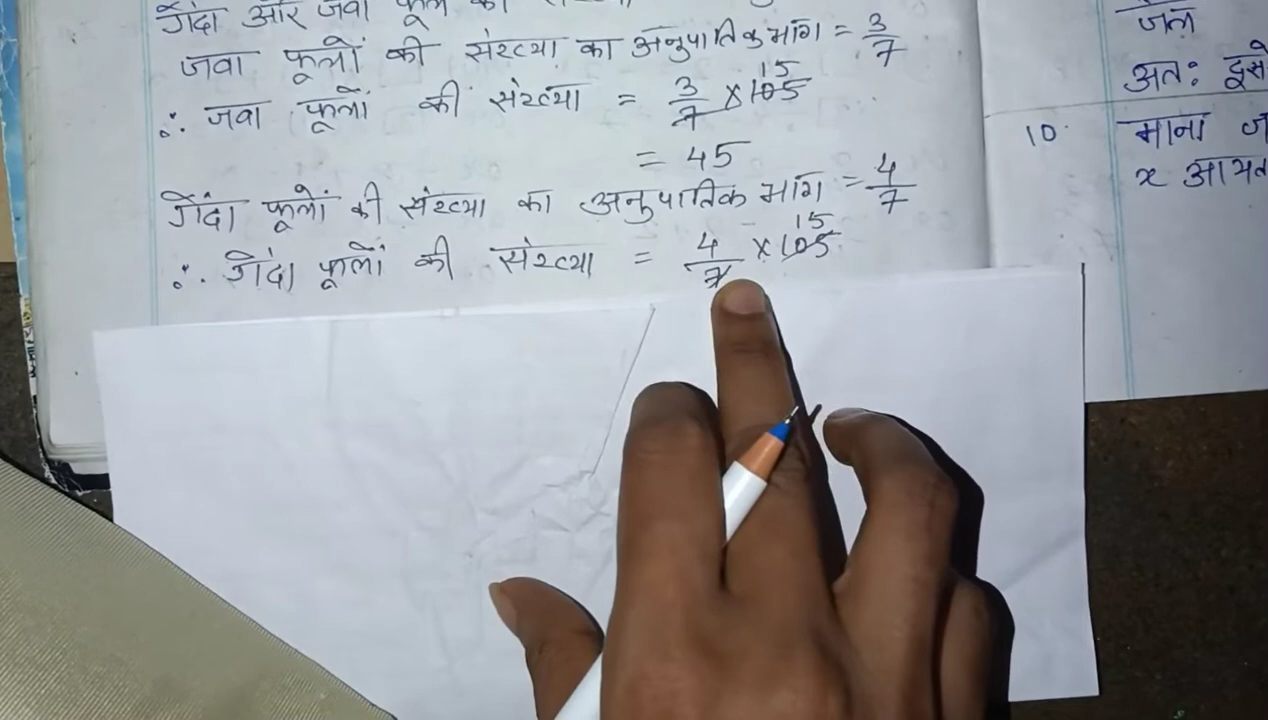 गेंदा और जवा फूल की
जवा फूलों की संख्या का अनुपातिक भाग = 3/7
∴ जवा फूलों की संख्या = 3/7 × 105 15
= 45
गेंदा फूलों की संख्या का अनुपातिक भाग = 4/7
∴ गेंदा फूलों की संख्या = 4/7 × 105 15
जल
अतः
10. माना
x